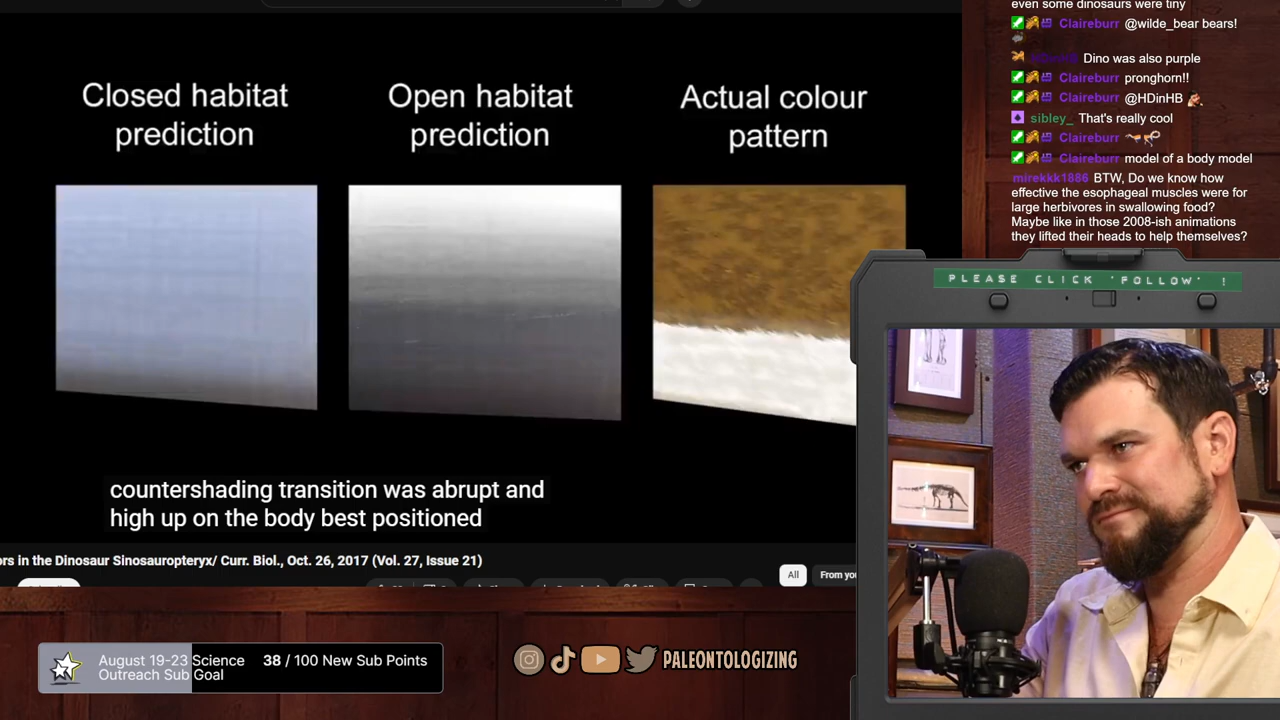 Closed habitat
prediction
Open habitat
prediction
Actual colour
pattern
countershading transition was abrupt and
high up on the body best positioned
ors in the Dinosaur Sinosauropteryx/ Curr. Biol., Oct. 26, 2017 (Vol. 27, Issue 21)
All
From you
even some dinosaurs were tiny
Claireburr @wilde_bear bears!
Dino was also purple
Claireburr pronghorn!!
Claireburr @HDinHB
sibley_ That's really cool
Claireburr
Claireburr model of a body model
mirekkk1886 BTW, Do we know how
effective the esophageal muscles were for
large herbivores in swallowing food?
Maybe like in those 2008-ish animations
they lifted their heads to help themselves?
PLEASE CLICK 'FOLLOW' !
August 19-23 Science
Outreach Sub Goal
38 / 100 New Sub Points
PALEONTOLOGIZING